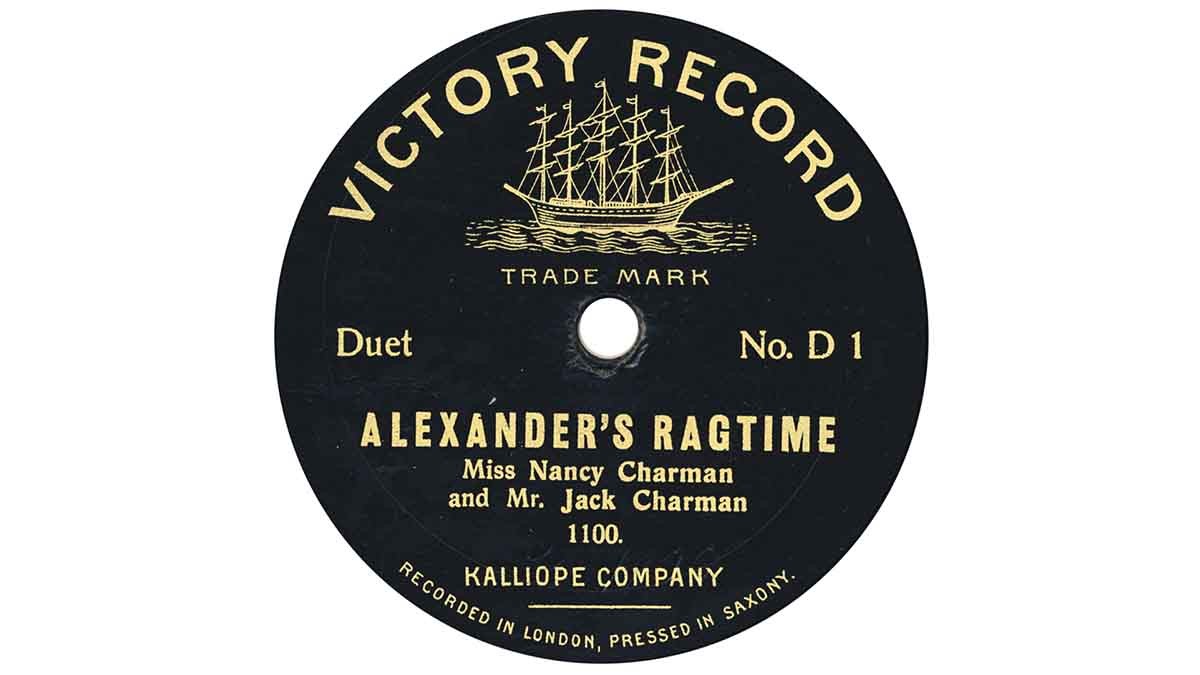 VICTORY RECORD
TRADE MARK
Duet
No. D 1
ALEXANDER'S RAGTIME
Miss Nancy Charman
and Mr. Jack Charman
1100.
KALLIOPE COMPANY
RECORDED IN LONDON, PRESSED IN SAXONY.